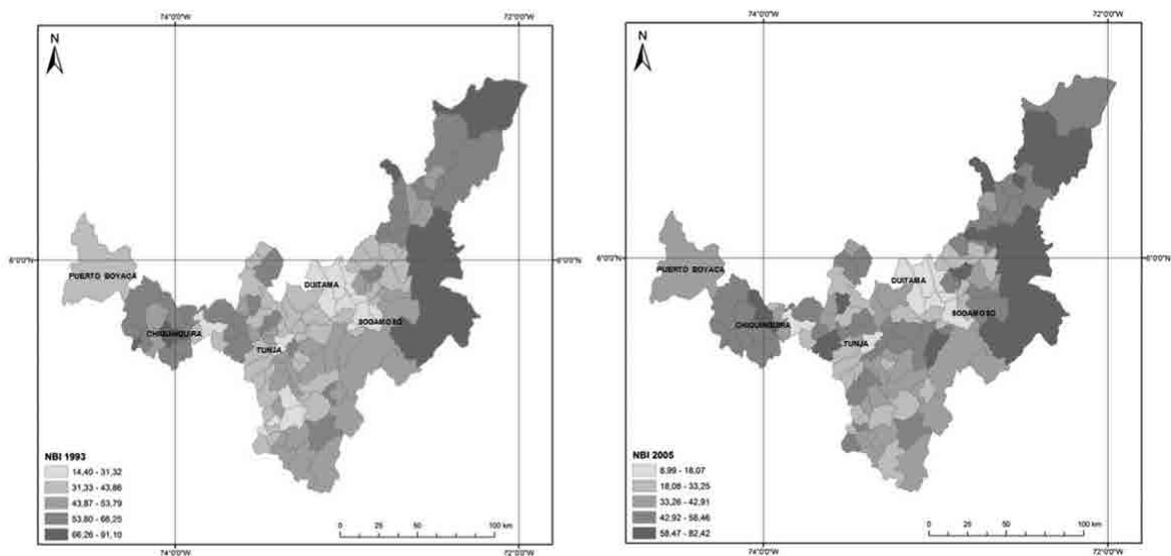 74°0'0"W 72°0'0"W
N
6°0'0"N
PUERTO BOYACA
DUITAMA
CHIQUINQUIRA
SOGAMOSO
TUNJA
NBI 1993
14,40 - 31,32
31,33 - 43,86
43,87 - 53,79
53,80 - 66,25
66,26 - 91,10
0 25 50 100 km
74°0'0"W 72°0'0"W
74°0'0"W 72°0'0"W
N
6°0'0"N
PUERTO BOYACA
DUITAMA
CHIQUINQUIRA
SOGAMOSO
TUNJA
NBI 2005
8,99 - 18,07
18,08 - 33,25
33,26 - 42,91
42,92 - 58,46
58,47 - 82,42
0 25 50 100 km
74°0'0"W 72°0'0"W